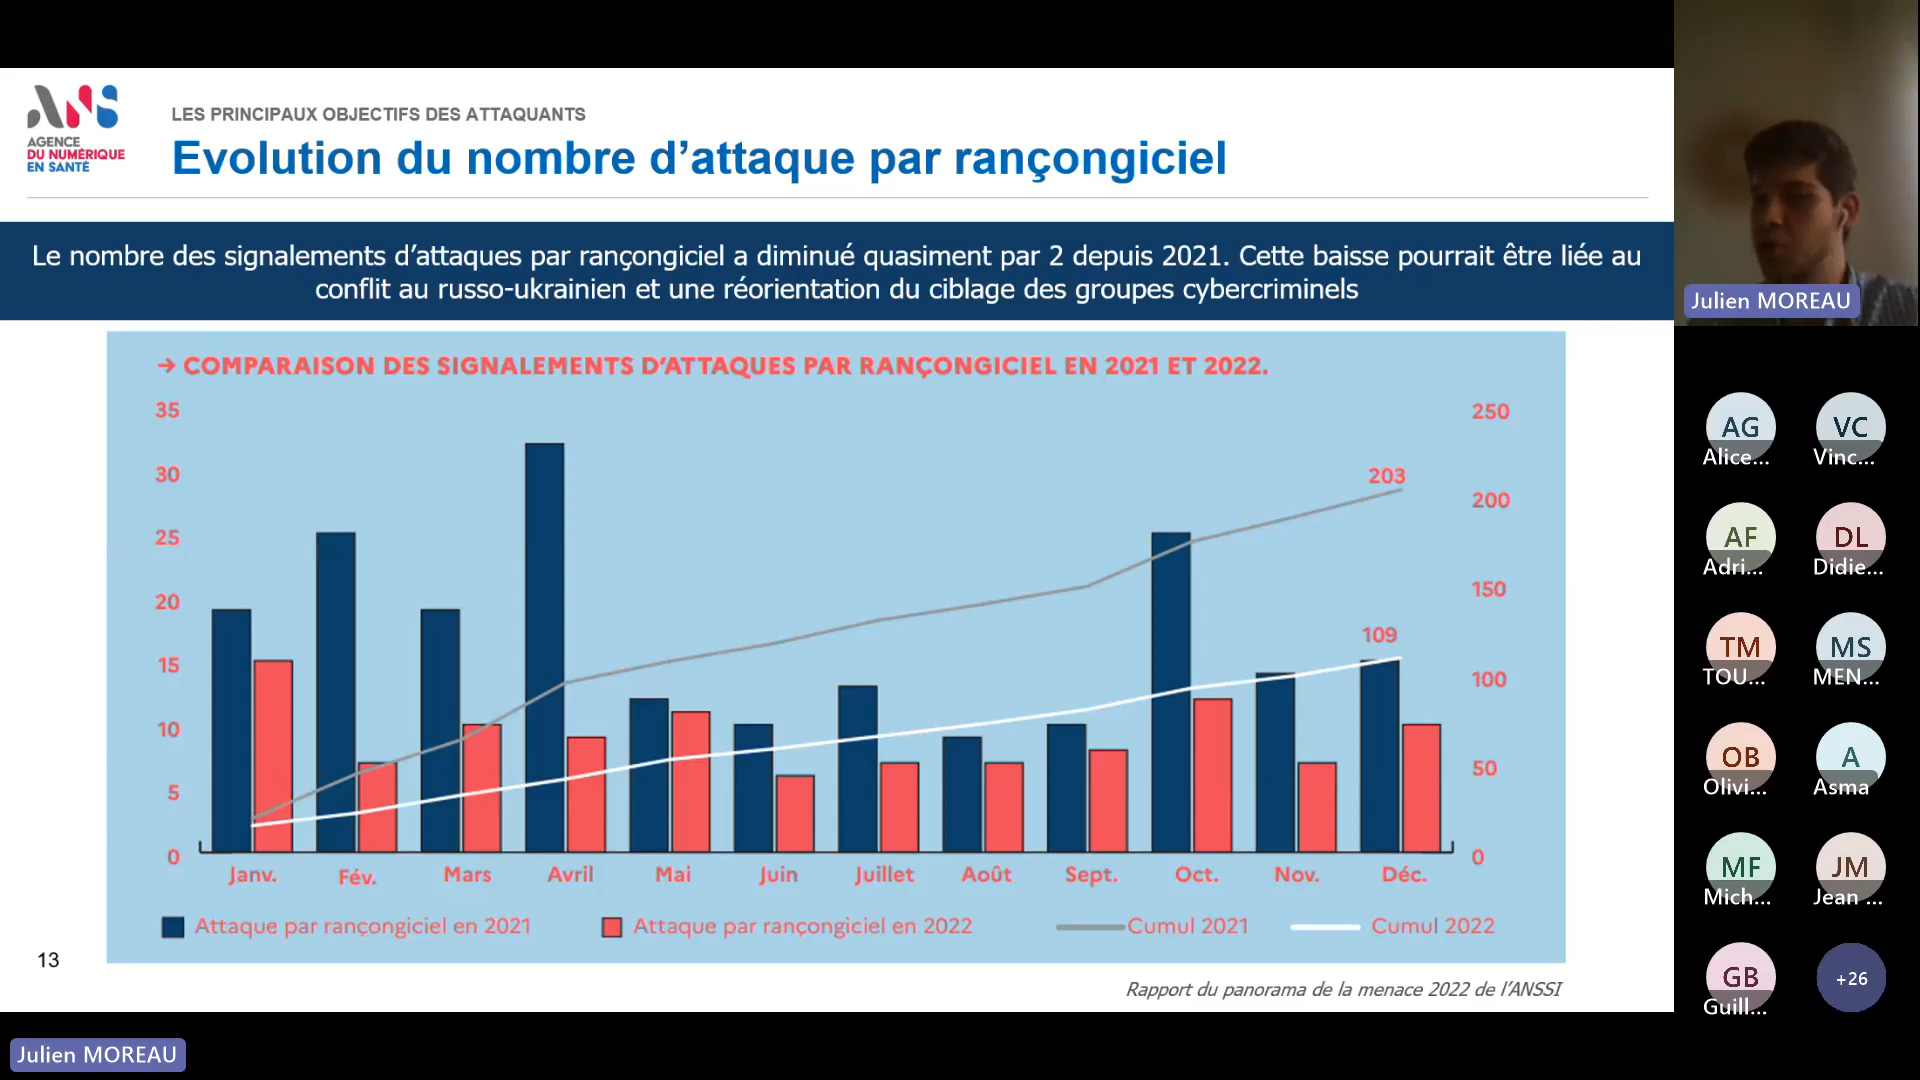 ANS
AGENCE
DU NUMÉRIQUE
EN SANTÉ
LES PRINCIPAUX OBJECTIFS DES ATTAQUANTS
Evolution du nombre d’attaque par rançongiciel
Le nombre des signalements d’attaques par rançongiciel a diminué quasiment par 2 depuis 2021. Cette baisse pourrait être liée au
conflit au russo-ukrainien et une réorientation du ciblage des groupes cybercriminels
→ COMPARAISON DES SIGNALEMENTS D’ATTAQUES PAR RANÇONGICIEL EN 2021 ET 2022.
35
30
25
20
15
10
5
0
250
200
150
100
50
0
203
109
Janv. Fév. Mars Avril Mai Juin Juillet Août Sept. Oct. Nov. Déc.
Attaque par rançongiciel en 2021 Attaque par rançongiciel en 2022 Cumul 2021 Cumul 2022
13
Rapport du panorama de la menace 2022 de l’ANSSI
Julien MOREAU
Julien MOREAU
AG VC
Alice... Vinc...
AF DL
Adri... Didie...
TM MS
TOU... MEN...
OB A
Olivi... Asma
MF JM
Mich... Jean ...
GB +26
Guill...